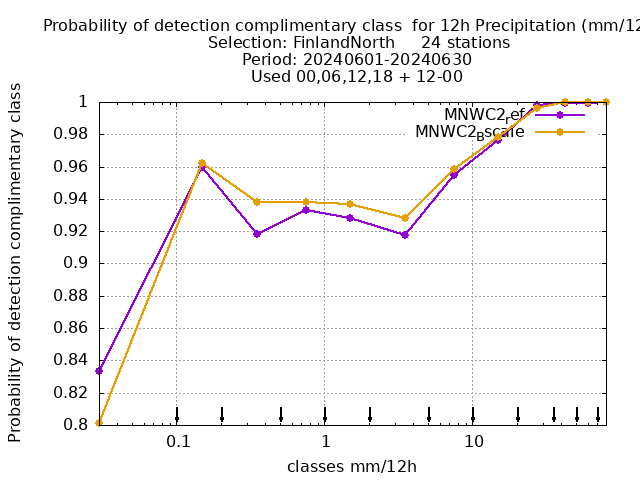 Probability of detection complimentary class  for 12h Precipitation (mm/12
Selection: FinlandNorth     24 stations
Period: 20240601-20240630
Used 00,06,12,18 + 12-00
Probability of detection complimentary class
1
0.98
0.96
0.94
0.92
0.9
0.88
0.86
0.84
0.82
0.8
MNWC2ref
MNWC2Bscale
0.1
1
10
classes mm/12h